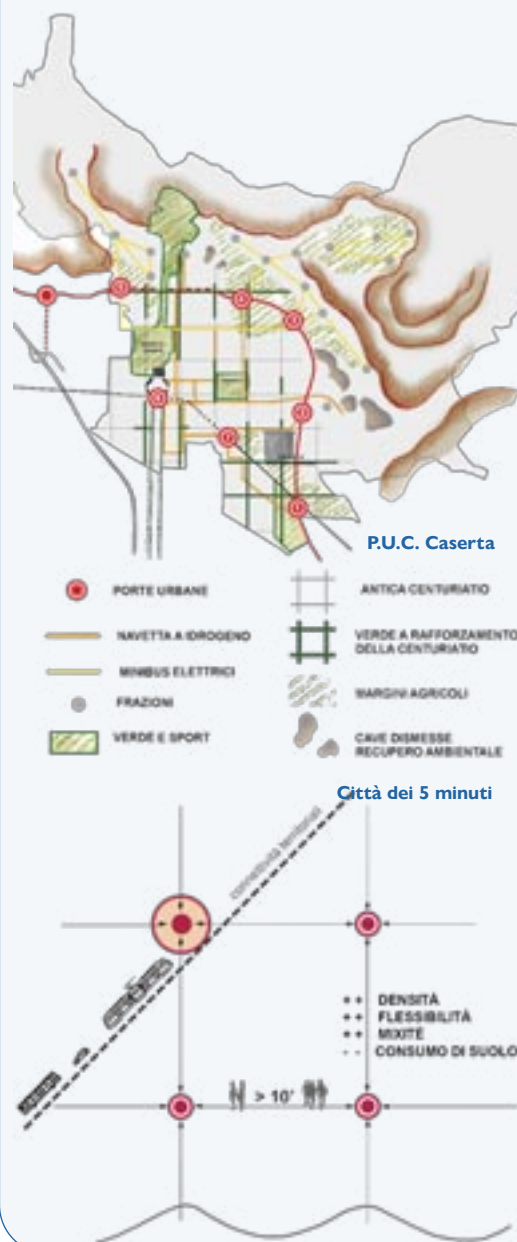 P.U.C. Caserta
PORTE URBANE
NAVETTA A IDROGENO
MINIBUS ELETTRICI
FRAZIONI
VERDE E SPORT
ANTICA CENTURIATIO
VERDE A RAFFORZAMENTO
DELLA CENTURIATIO
MARGINI AGRICOLI
CAVE DISMESSE
RECUPERO AMBIENTALE
Città dei 5 minuti
connettività territoriali
++ DENSITÀ
++ FLESSIBILITÀ
++ MIXITÉ
-- CONSUMO DI SUOLO
> 10'